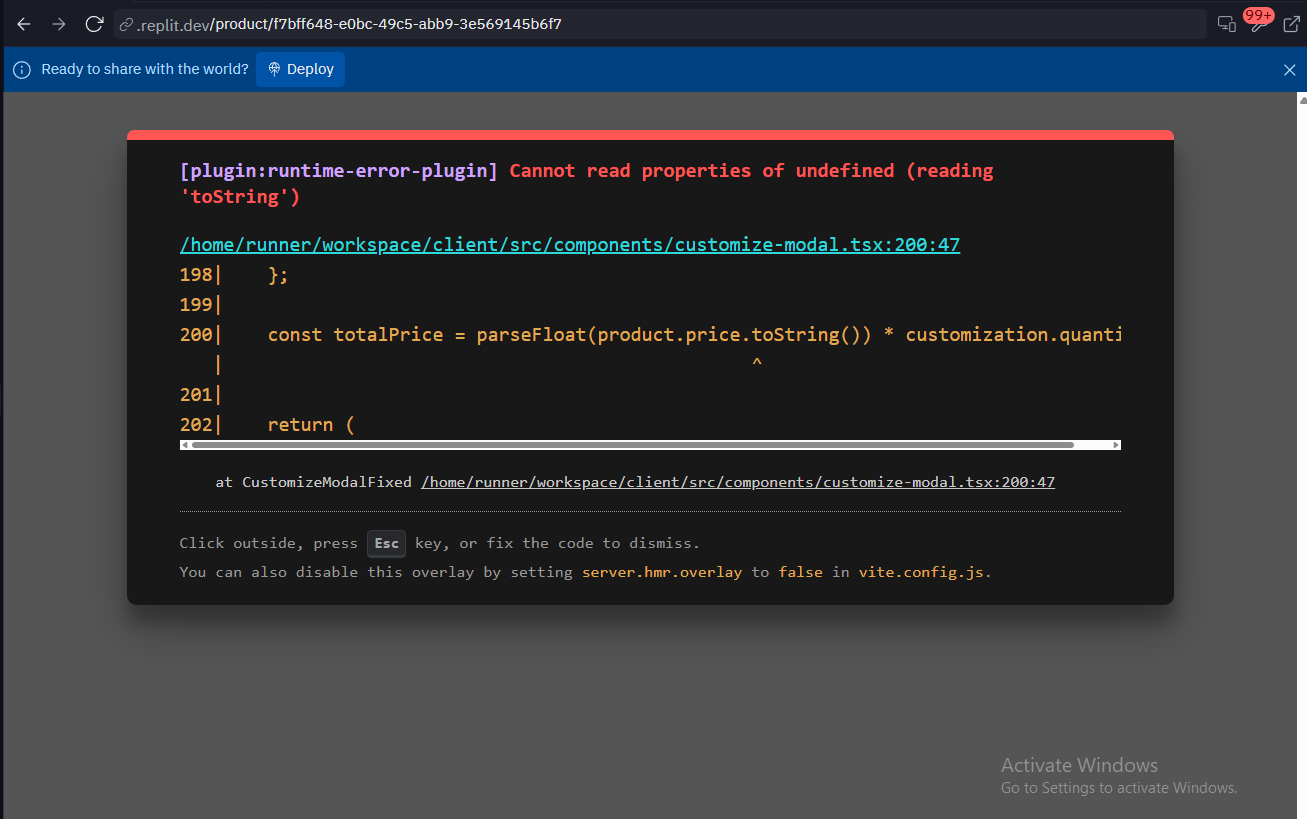 .replit.dev/product/f7bff648-e0bc-49c5-abb9-3e569145b6f7
99+
Ready to share with the world? Deploy
[plugin:runtime-error-plugin] Cannot read properties of undefined (reading
'toString')
/home/runner/workspace/client/src/components/customize-modal.tsx:200:47
198|    };
199|
200|    const totalPrice = parseFloat(product.price.toString()) * customization.quanti
|                                                ^
201|
202|    return (
at CustomizeModalFixed /home/runner/workspace/client/src/components/customize-modal.tsx:200:47
Click outside, press Esc key, or fix the code to dismiss.
You can also disable this overlay by setting server.hmr.overlay to false in vite.config.js.
Activate Windows
Go to Settings to activate Windows.